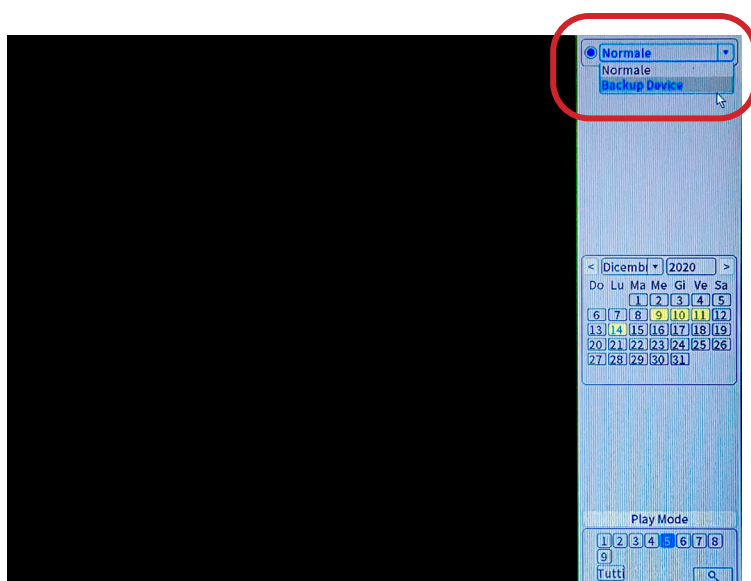 Normale
Normale
Backup Device
< Dicembr 2020 >
Do Lu Ma Me Gi Ve Sa
1 2 3 4 5
6 7 8 9 10 11 12
13 14 15 16 17 18 19
20 21 22 23 24 25 26
27 28 29 30 31
Play Mode
1 2 3 4 5 6 7 8
9
Tutti